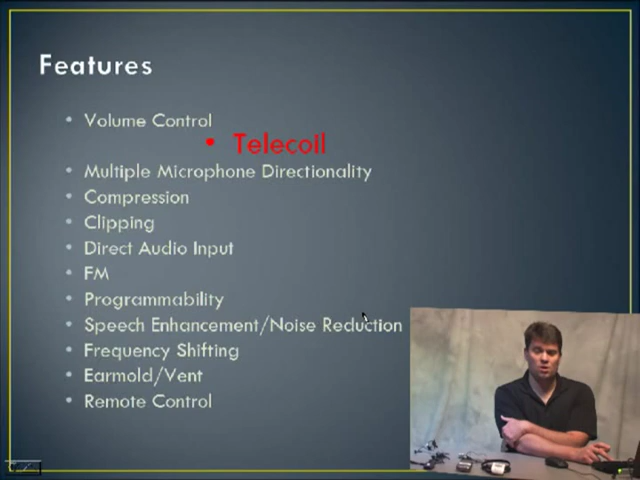 Features
• Volume Control
• Telecoil
• Multiple Microphone Directionality
• Compression
• Clipping
• Direct Audio Input
• FM
• Programmability
• Speech Enhancement/Noise Reduction
• Frequency Shifting
• Earmold/Vent
• Remote Control